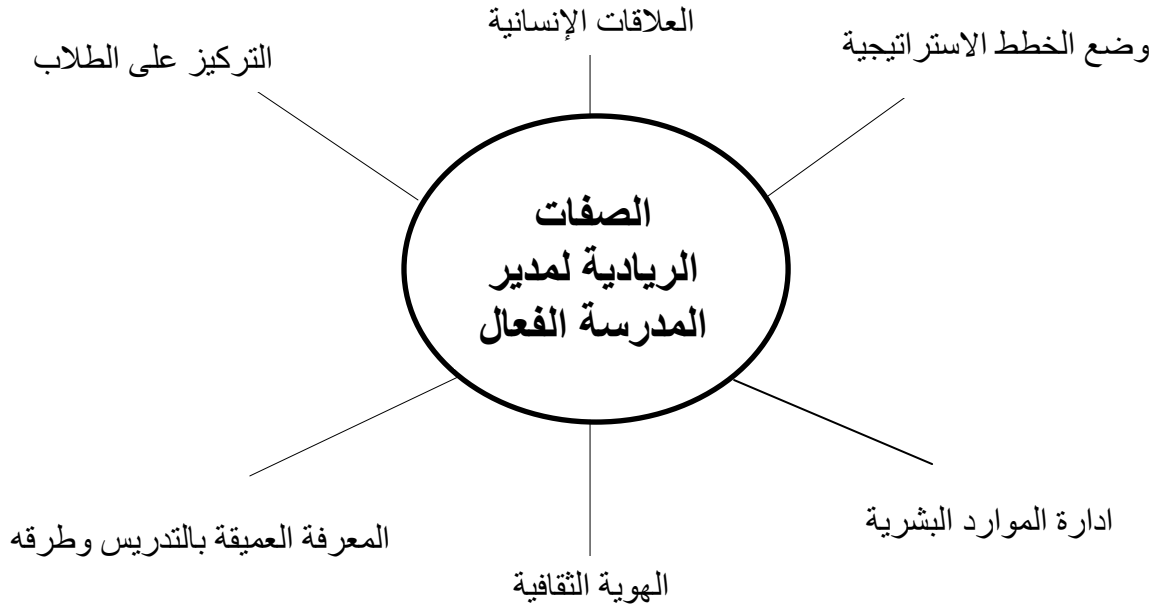 العلاقات الإنسانية
وضع الخطط الاستراتيجية
التركيز على الطلاب
الصفات
الريادية لمدير
المدرسة الفعال
ادارة الموارد البشرية
المعرفة العميقة بالتدريس وطرقه
الهوية الثقافية